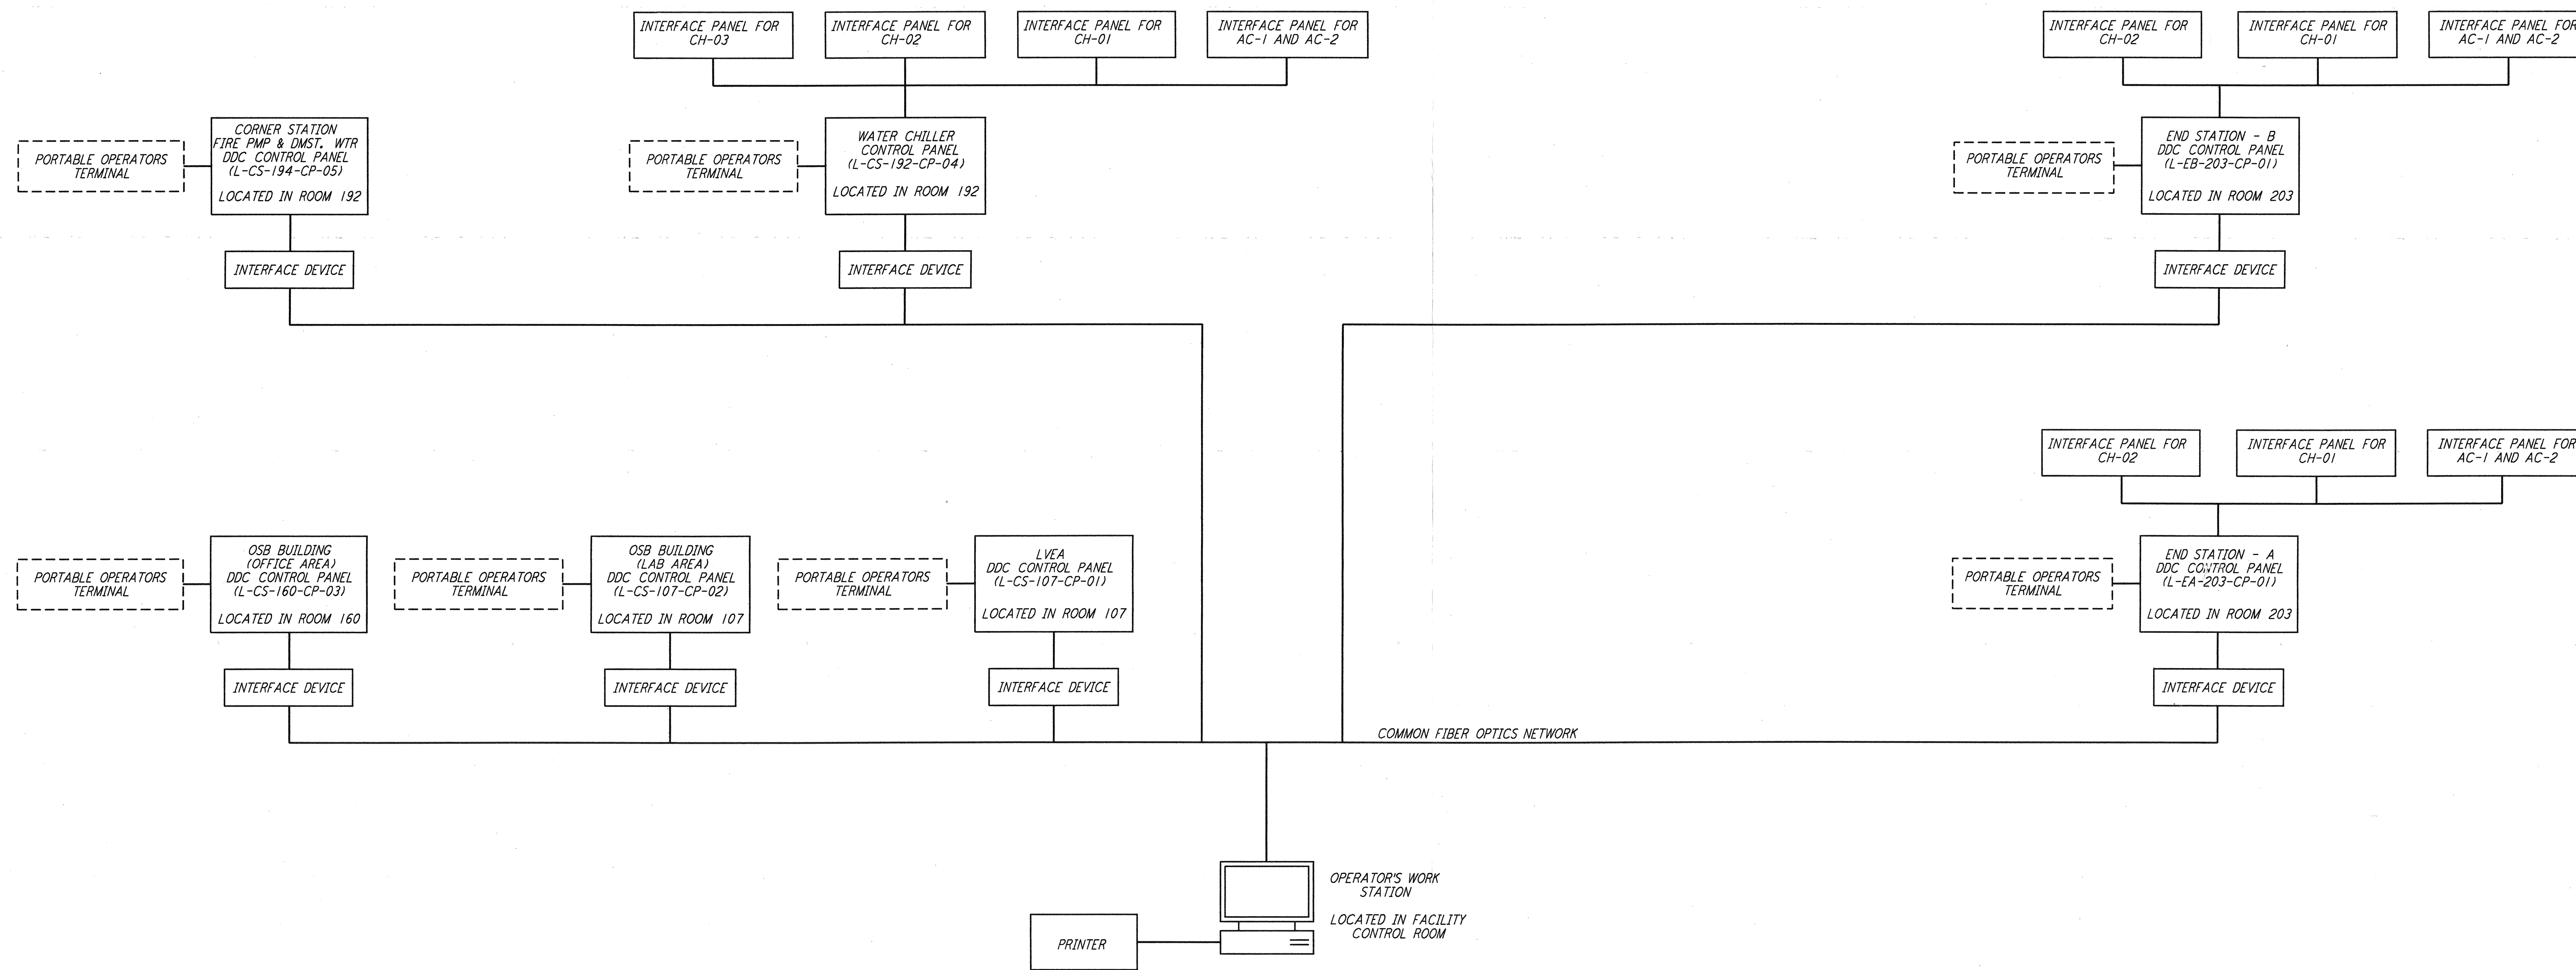 INTERFACE PANEL FOR
CH-03
INTERFACE PANEL FOR
CH-02
INTERFACE PANEL FOR
CH-01
INTERFACE PANEL FOR
AC-1 AND AC-2
INTERFACE PANEL FOR
CH-02
INTERFACE PANEL FOR
CH-01
INTERFACE PANEL FOR
AC-1 AND AC-2
PORTABLE OPERATORS
TERMINAL
CORNER STATION
FIRE PMP & DMST. WTR
DDC CONTROL PANEL
(L-CS-194-CP-05)
LOCATED IN ROOM 192
PORTABLE OPERATORS
TERMINAL
WATER CHILLER
CONTROL PANEL
(L-CS-192-CP-04)
LOCATED IN ROOM 192
PORTABLE OPERATORS
TERMINAL
END STATION - B
DDC CONTROL PANEL
(L-EB-203-CP-01)
LOCATED IN ROOM 203
INTERFACE DEVICE
INTERFACE DEVICE
INTERFACE DEVICE
INTERFACE PANEL FOR
CH-02
INTERFACE PANEL FOR
CH-01
INTERFACE PANEL FOR
AC-1 AND AC-2
PORTABLE OPERATORS
TERMINAL
OSB BUILDING
(OFFICE AREA)
DDC CONTROL PANEL
(L-CS-160-CP-03)
LOCATED IN ROOM 160
PORTABLE OPERATORS
TERMINAL
OSB BUILDING
(LAB AREA)
DDC CONTROL PANEL
(L-CS-107-CP-02)
LOCATED IN ROOM 107
PORTABLE OPERATORS
TERMINAL
LVEA
DDC CONTROL PANEL
(L-CS-107-CP-01)
LOCATED IN ROOM 107
PORTABLE OPERATORS
TERMINAL
END STATION - A
DDC CONTROL PANEL
(L-EA-203-CP-01)
LOCATED IN ROOM 203
INTERFACE DEVICE
INTERFACE DEVICE
INTERFACE DEVICE
INTERFACE DEVICE
COMMON FIBER OPTICS NETWORK
OPERATOR'S WORK
STATION
LOCATED IN FACILITY
CONTROL ROOM
PRINTER